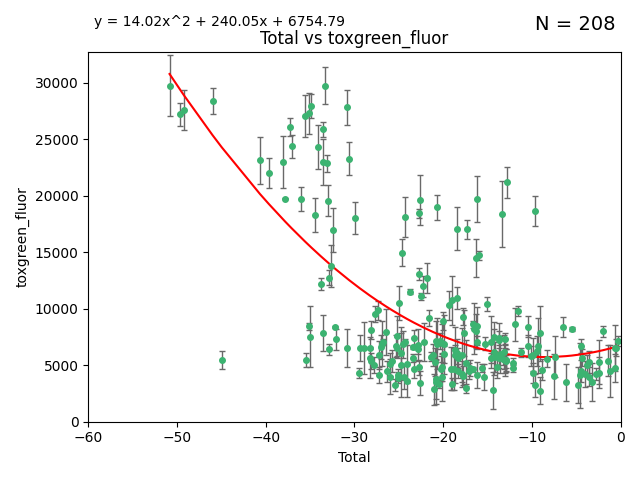 y = 14.02x^2 + 240.05x + 6754.79
N = 208
Total vs toxgreen_fluor
30000
25000
20000
15000
10000
5000
0
toxgreen_fluor
−60 −50 −40 −30 −20 −10 0
Total